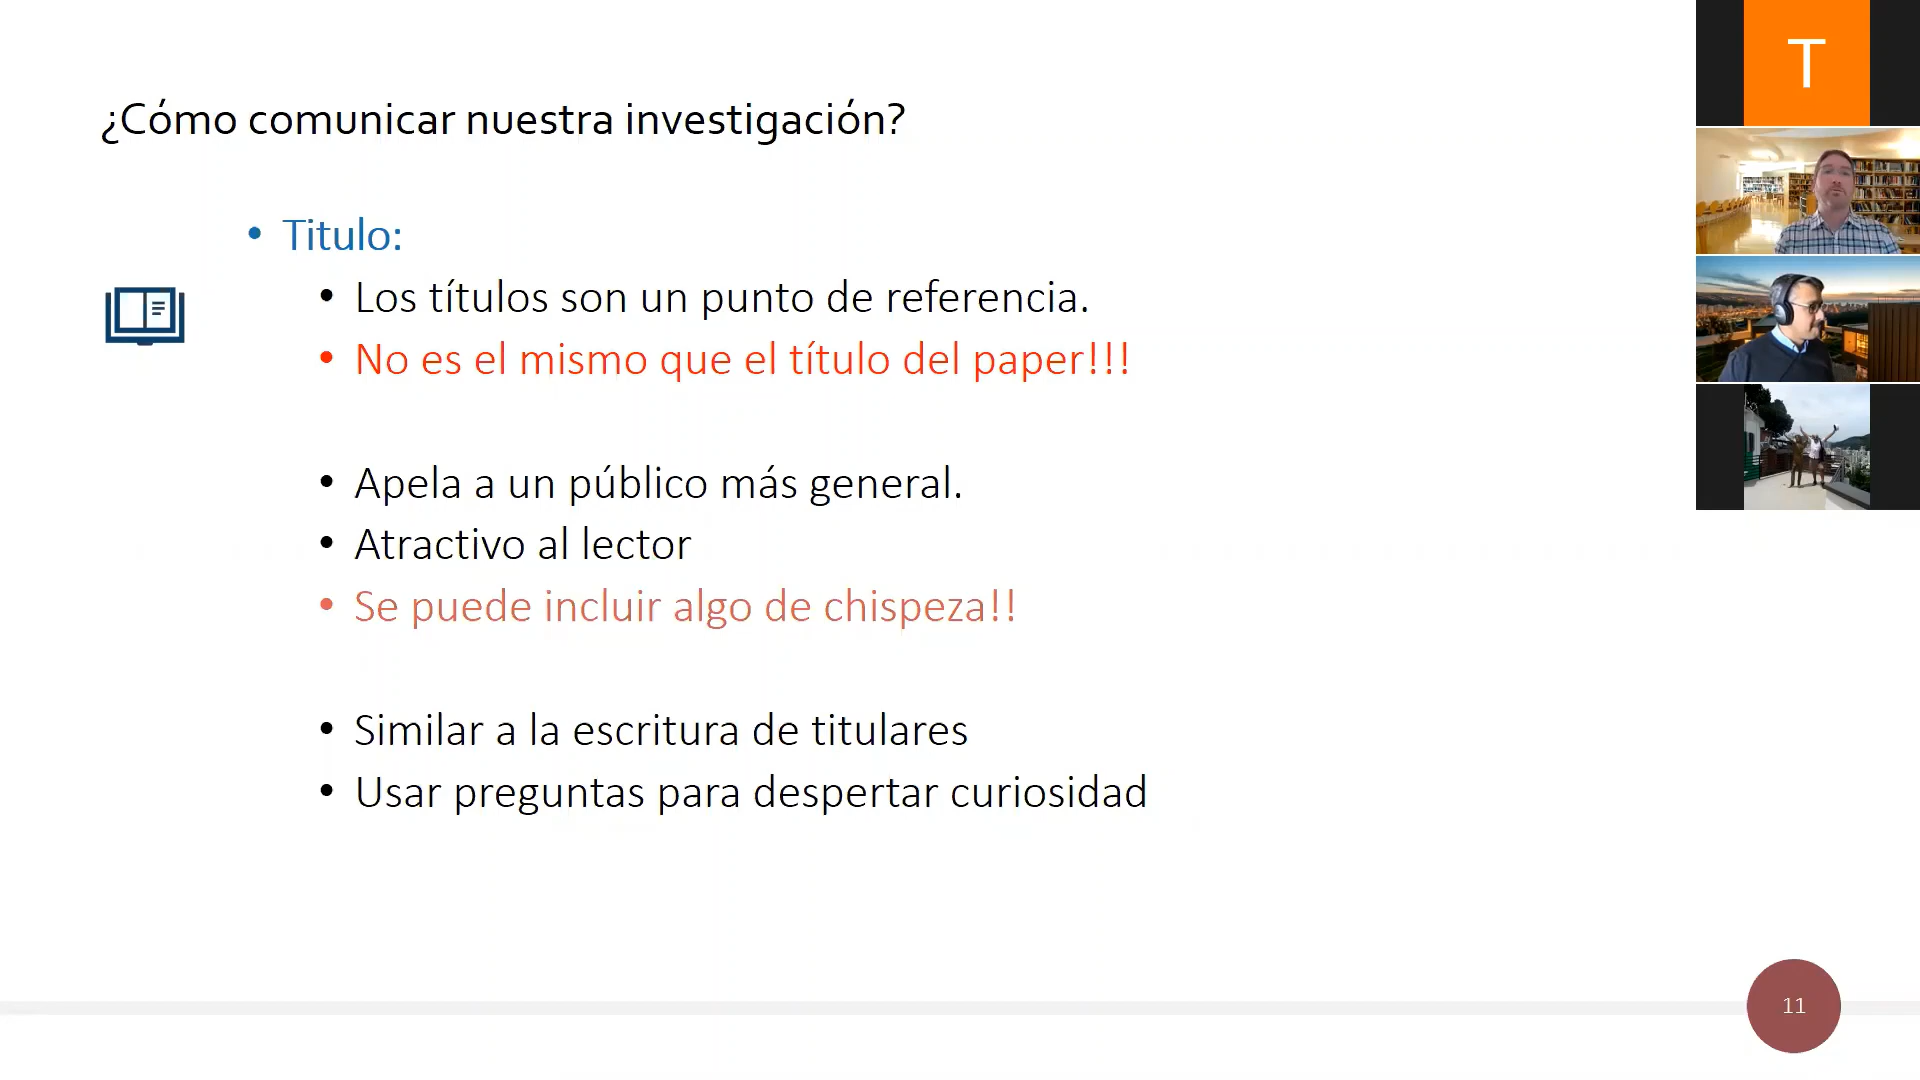 ¿Cómo comunicar nuestra investigación?
• Titulo:
• Los títulos son un punto de referencia.
• No es el mismo que el título del paper!!!
• Apela a un público más general.
• Atractivo al lector
• Se puede incluir algo de chispeza!!
• Similar a la escritura de titulares
• Usar preguntas para despertar curiosidad
T
11